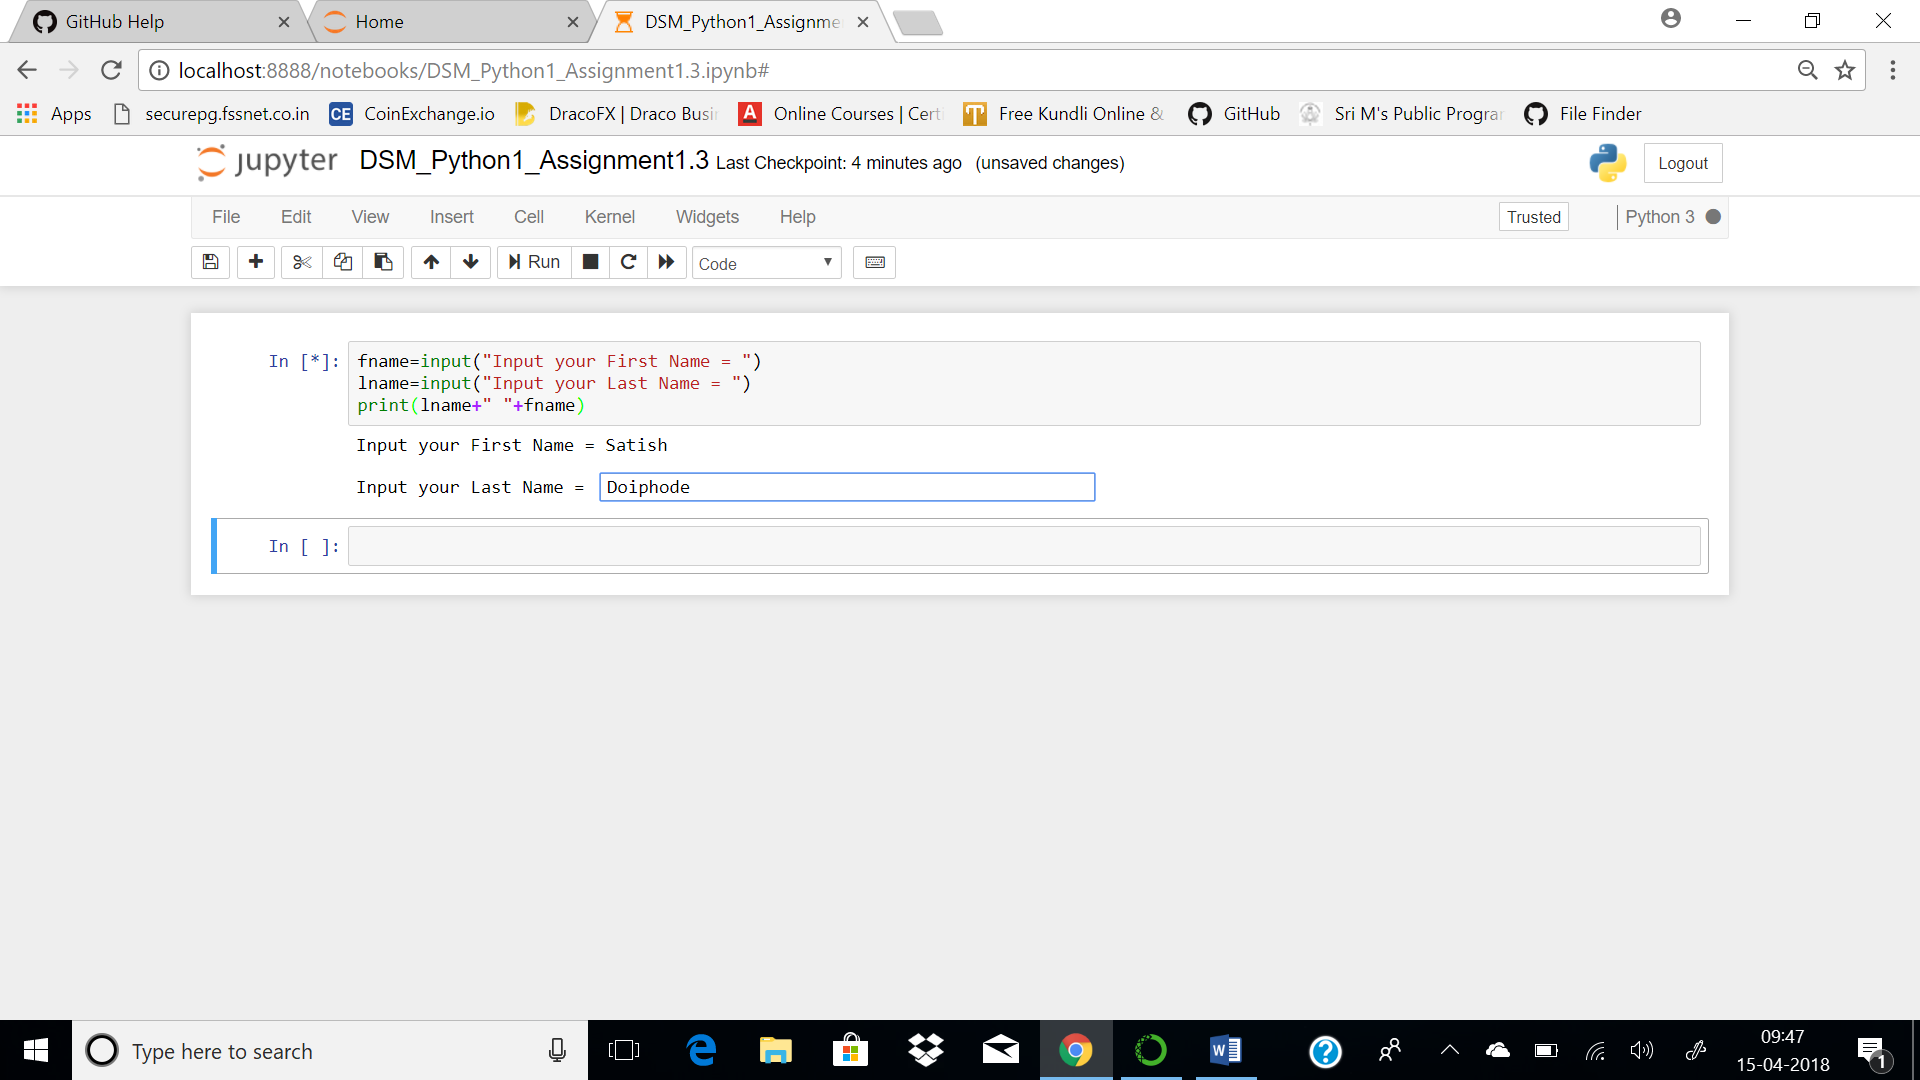 GitHub Help
Home
DSM_Python1_Assignme
localhost:8888/notebooks/DSM_Python1_Assignment1.3.ipynb#
Apps securepg.fssnet.co.in CE CoinExchange.io DracoFX | Draco Busi A Online Courses | Cert Free Kundli Online & GitHub Sri M's Public Progra File Finder
jupyter DSM_Python1_Assignment1.3 Last Checkpoint: 4 minutes ago (unsaved changes) Logout
File Edit View Insert Cell Kernel Widgets Help Trusted Python 3
Run Code
In [*]: fname=input("Input your First Name = ")
lname=input("Input your Last Name = ")
print(lname+" "+fname)
Input your First Name = Satish
Input your Last Name = Doiphode
In [ ]:
Type here to search
09:47
15-04-2018
1